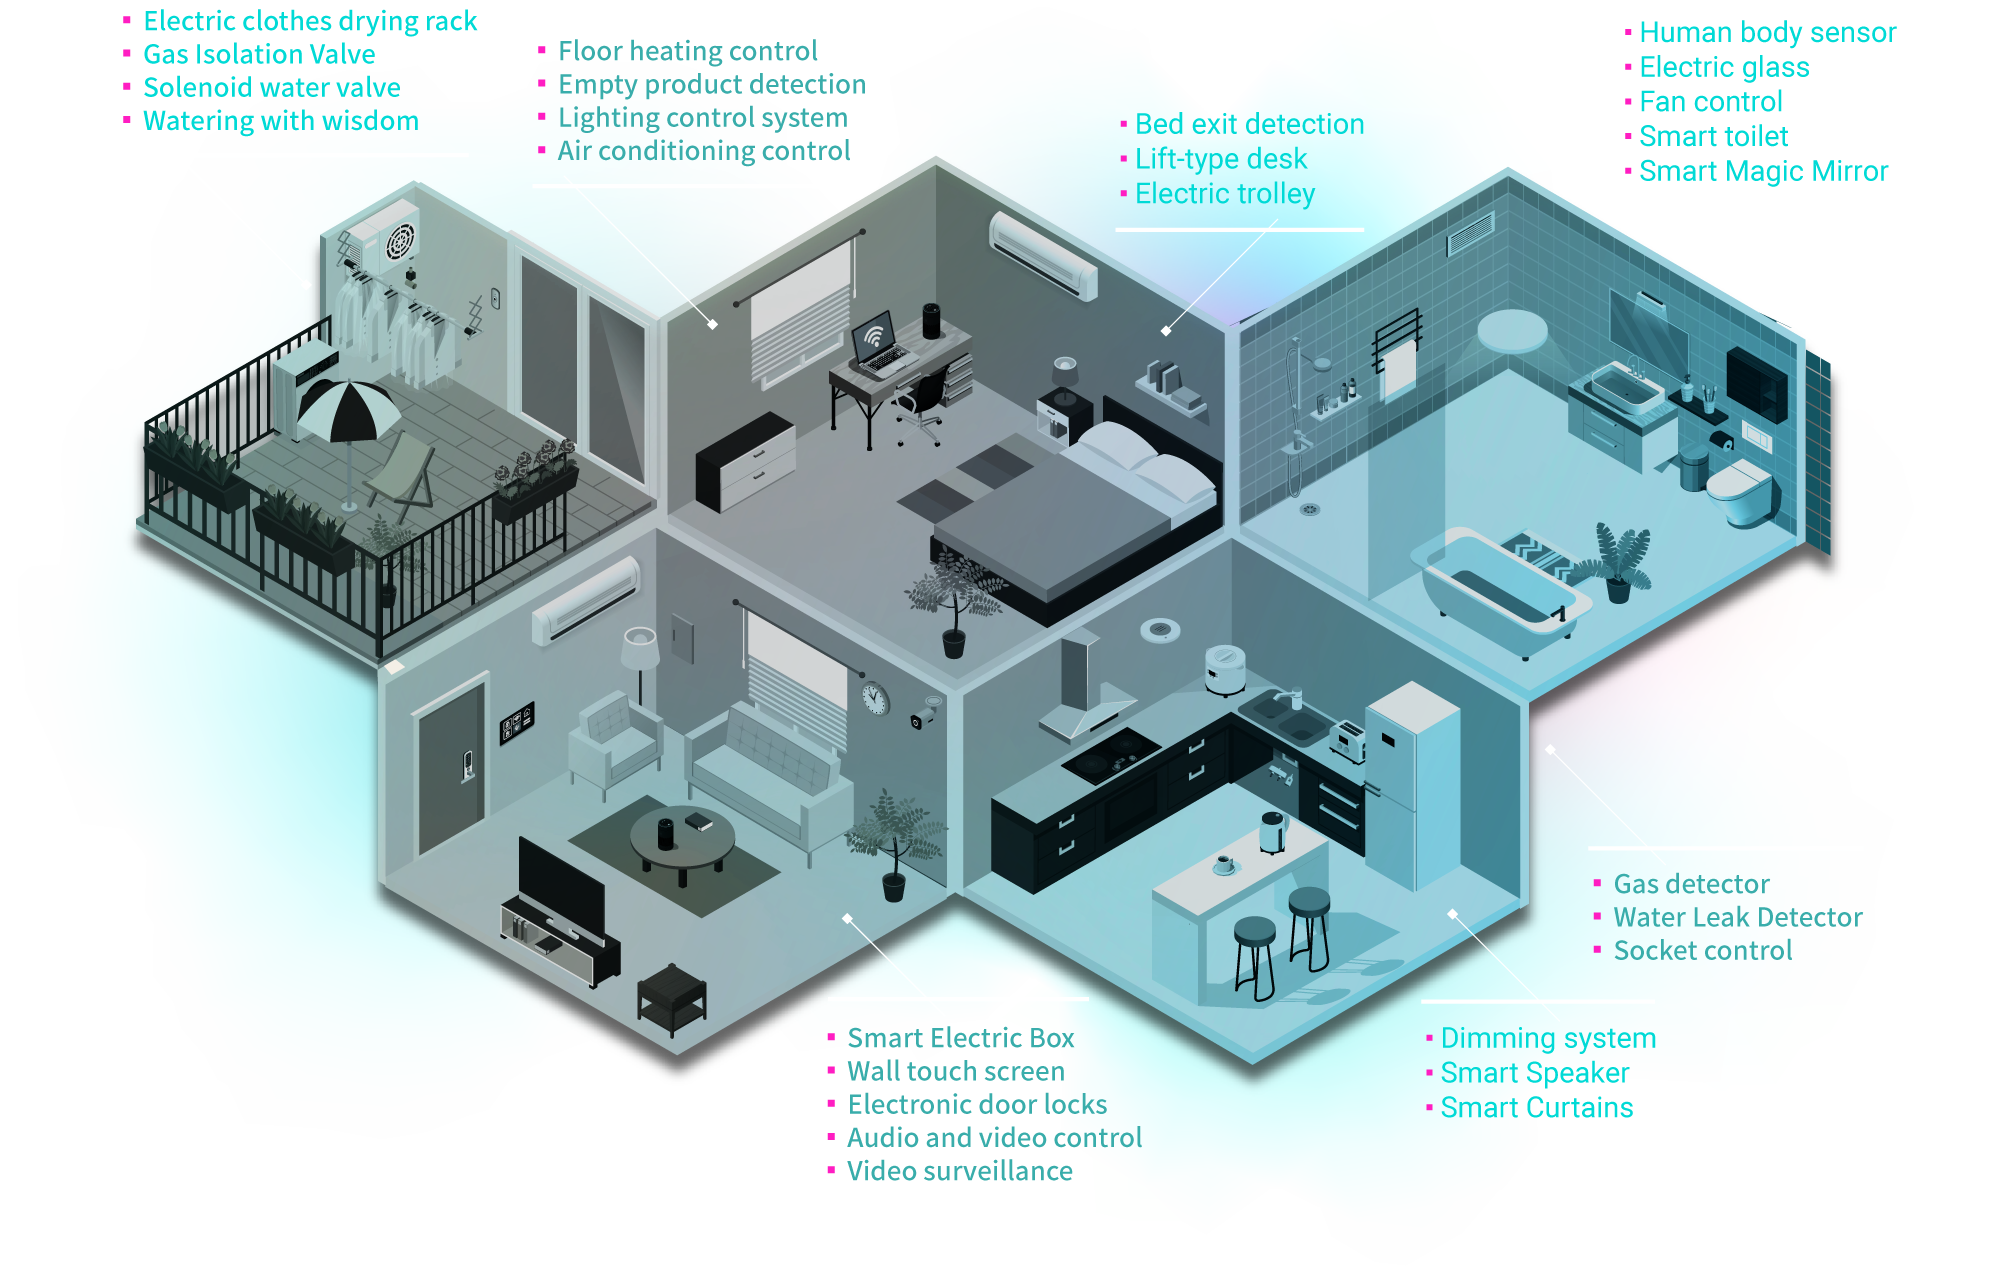 Electric clothes drying rack
Gas Isolation Valve
Solenoid water valve
Watering with wisdom
Floor heating control
Empty product detection
Lighting control system
Air conditioning control
Bed exit detection
Lift-type desk
Electric trolley
Human body sensor
Electric glass
Fan control
Smart toilet
Smart Magic Mirror
Gas detector
Water Leak Detector
Socket control
Smart Electric Box
Wall touch screen
Electronic door locks
Audio and video control
Video surveillance
Dimming system
Smart Speaker
Smart Curtains